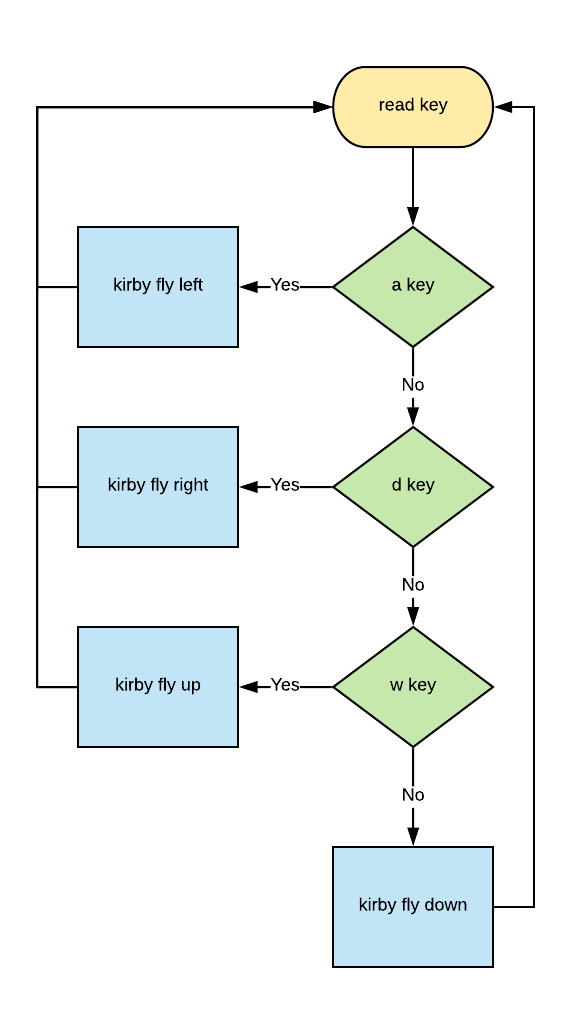 read key
kirby fly left
Yes
a key
No
kirby fly right
Yes
d key
No
kirby fly up
Yes
w key
No
kirby fly down